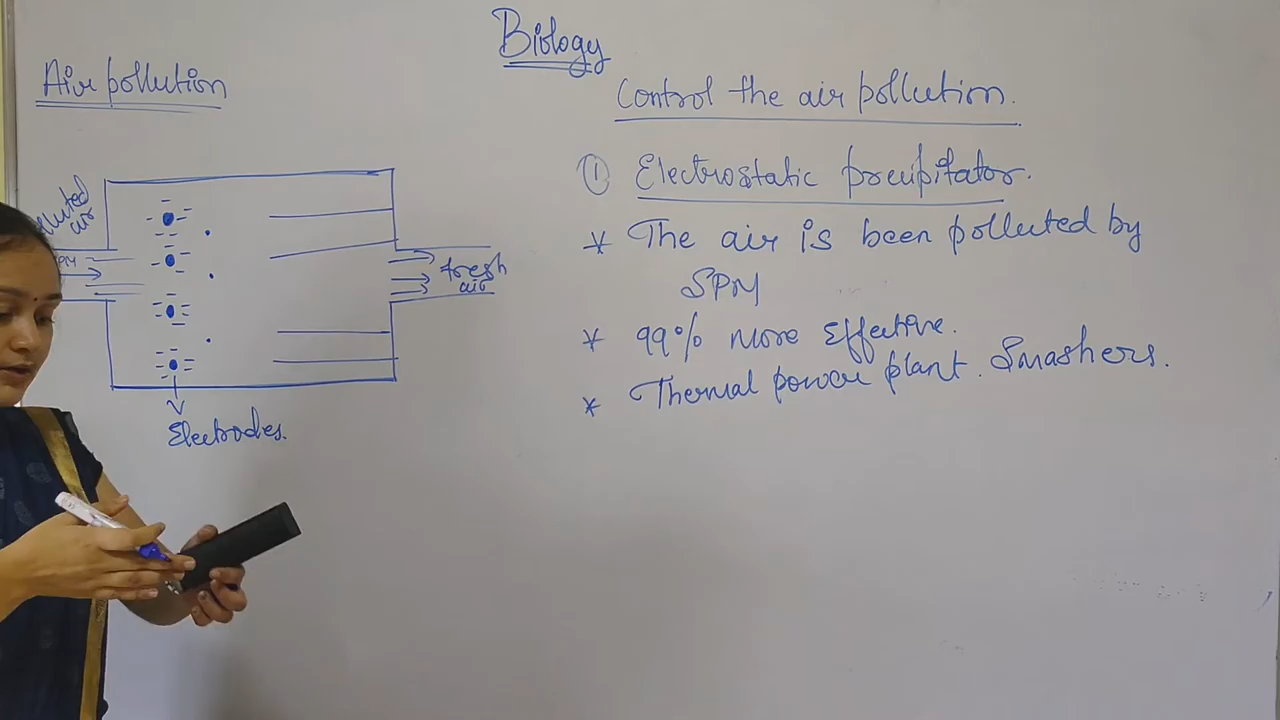 Biology
Air pollution
Control the air pollution.
① Electrostatic precipitator.
* The air is been polluted by
SPM
* 99% more Effective.
* Thermal power plant. Smashers.
air
fresh
air
Electrodes.